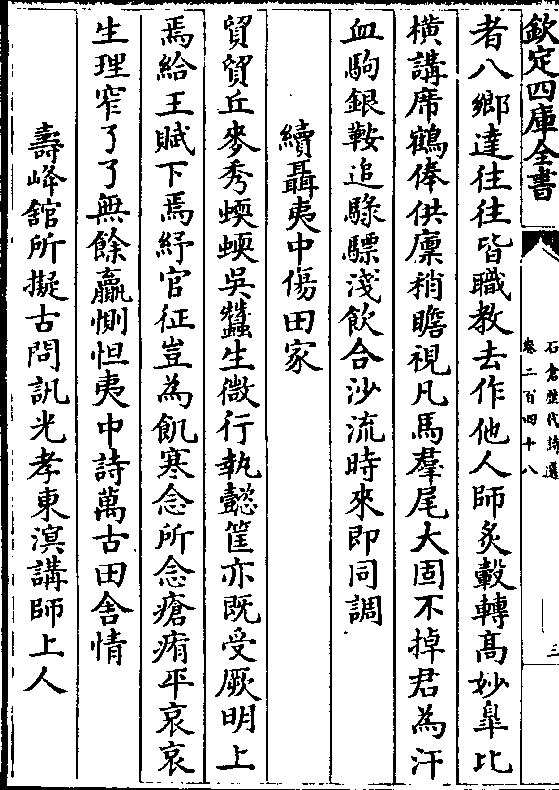 欽定四庫全書
石倉歷代詩選
卷二百四十八
三
者八鄉達往往皆職教去作他人師炙轂轉髙妙臯比
橫講席鶴俸供廩稍瞻視凡馬羣尾大固不掉君為汗
血駒銀鞍追騄驃淺飲合沙流時來即同調
續聶夷中傷田家
貿貿丘麥秀蝡蝡吳蠶生微行執懿筐亦既受厥明上
焉給王賦下焉紓官征豈為飢寒念所念瘡痏平哀哀
生理窄了了無餘贏惻怛夷中詩萬古田舍情
壽峰舘所擬古問訊光孝東溟講師上人